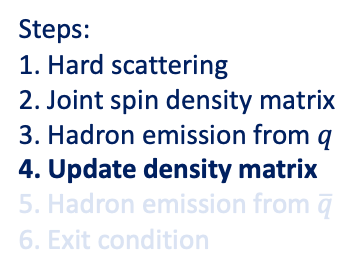 Steps:
1. Hard scattering
2. Joint spin density matrix
3. Hadron emission from q
4. Update density matrix
5. Hadron emission from q̅
6. Exit condition